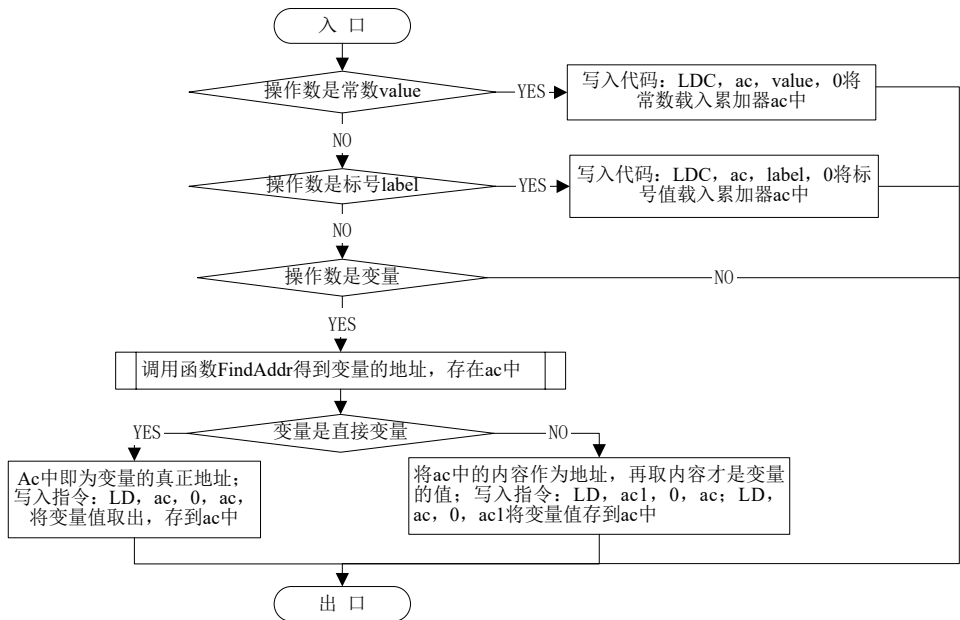 入 口
操作数是常数value
YES
写入代码：LDC，ac，value，0将
常数载入累加器ac中
NO
操作数是标号label
YES
写入代码：LDC，ac，label，0将标
号值载入累加器ac中
NO
操作数是变量
NO
YES
调用函数FindAddr得到变量的地址，存在ac中
变量是直接变量
YES
NO
Ac中即为变量的真正地址；
写入指令：LD，ac，0，ac，
将变量值取出，存到ac中
将ac中的内容作为地址，再取内容才是变量
的值；写入指令：LD，ac1，0，ac；LD，
ac，0，ac1将变量值存到ac中
出 口